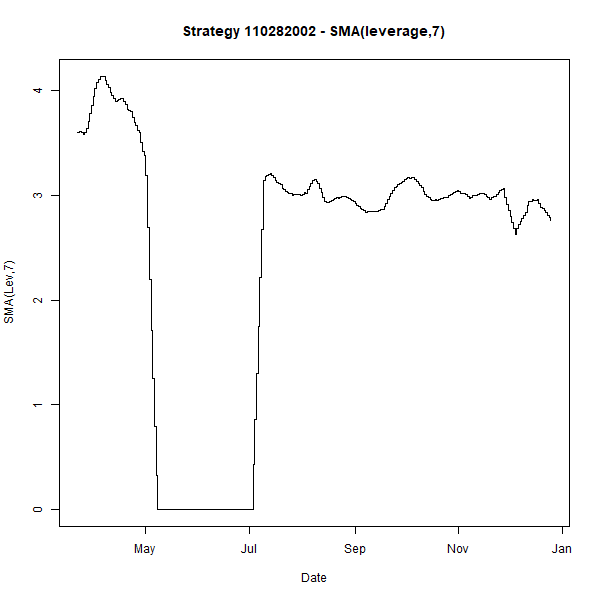 Strategy 110282002 - SMA(leverage,7)
SMA(Lev,7)
4
3
2
1
0
May
Jul
Sep
Nov
Jan
Date